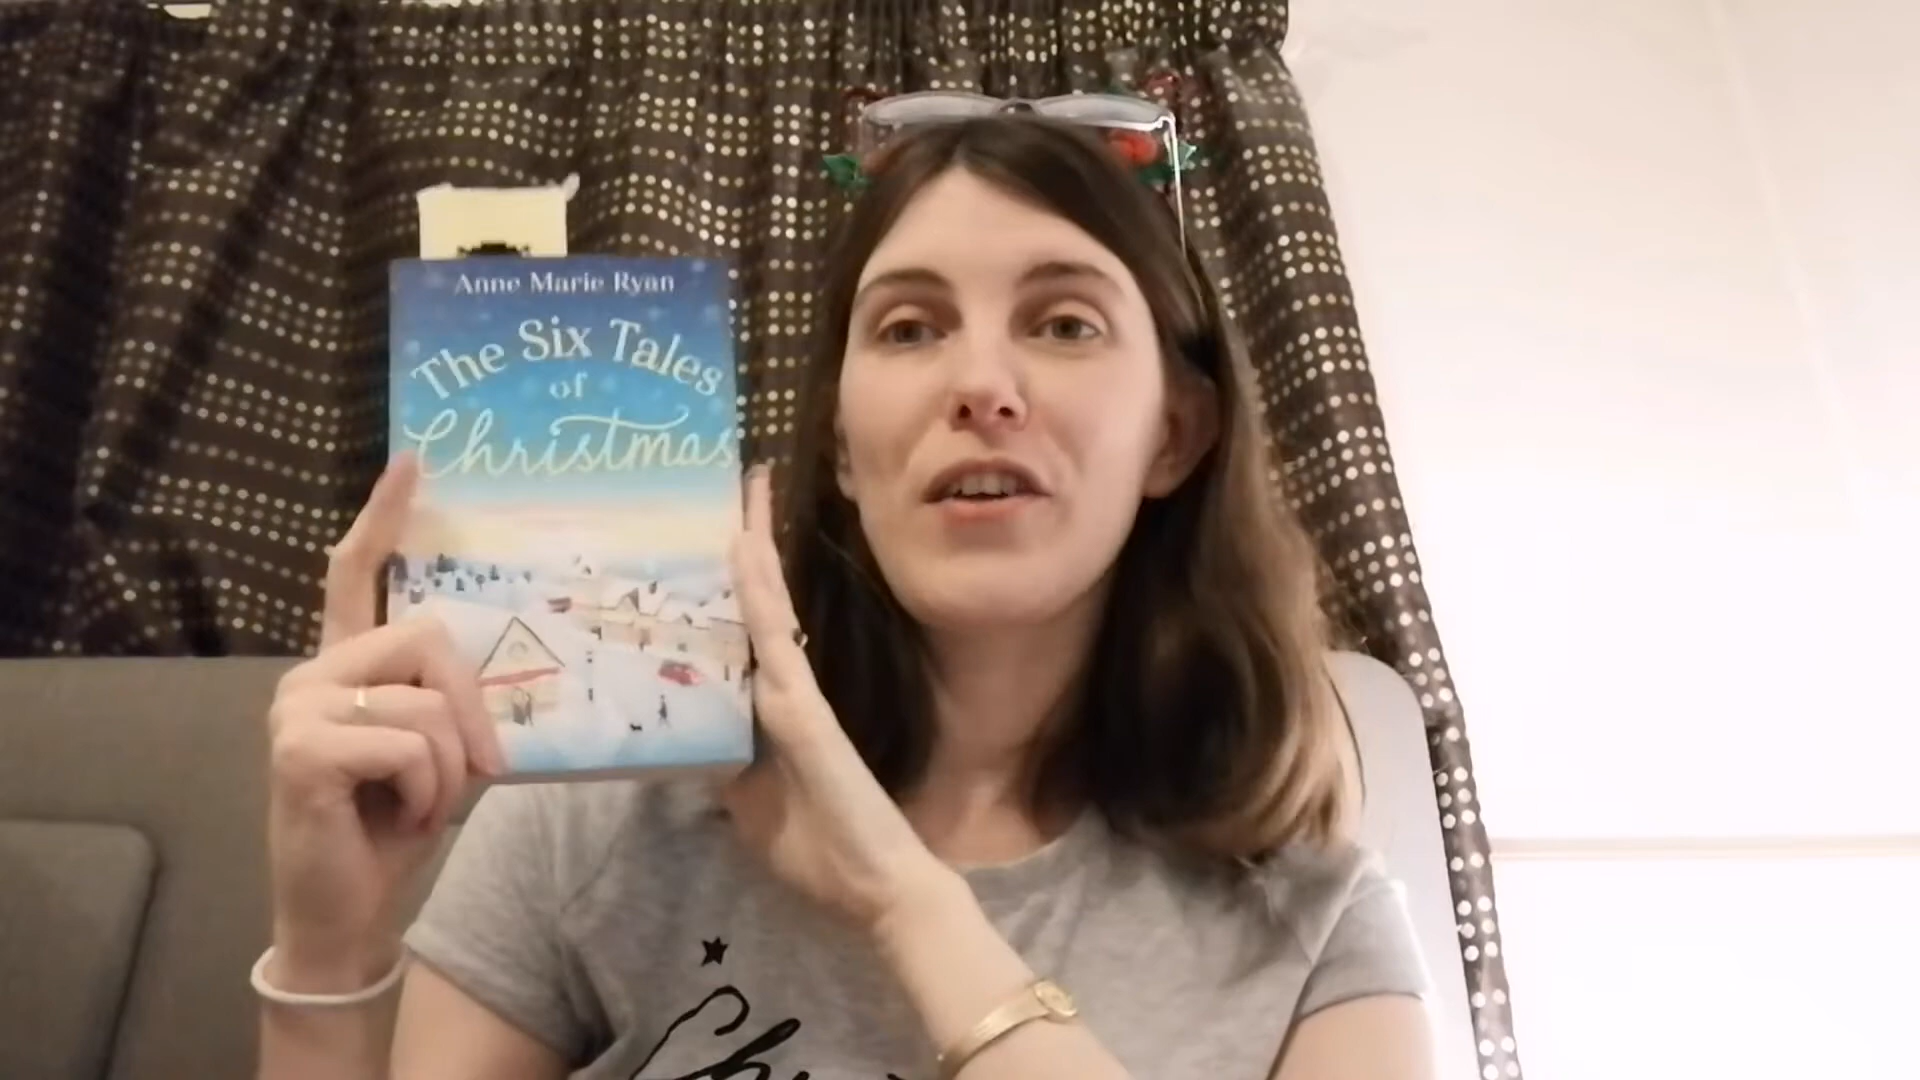 Anne Marie Ryan
The Six Tales
of
Christmas